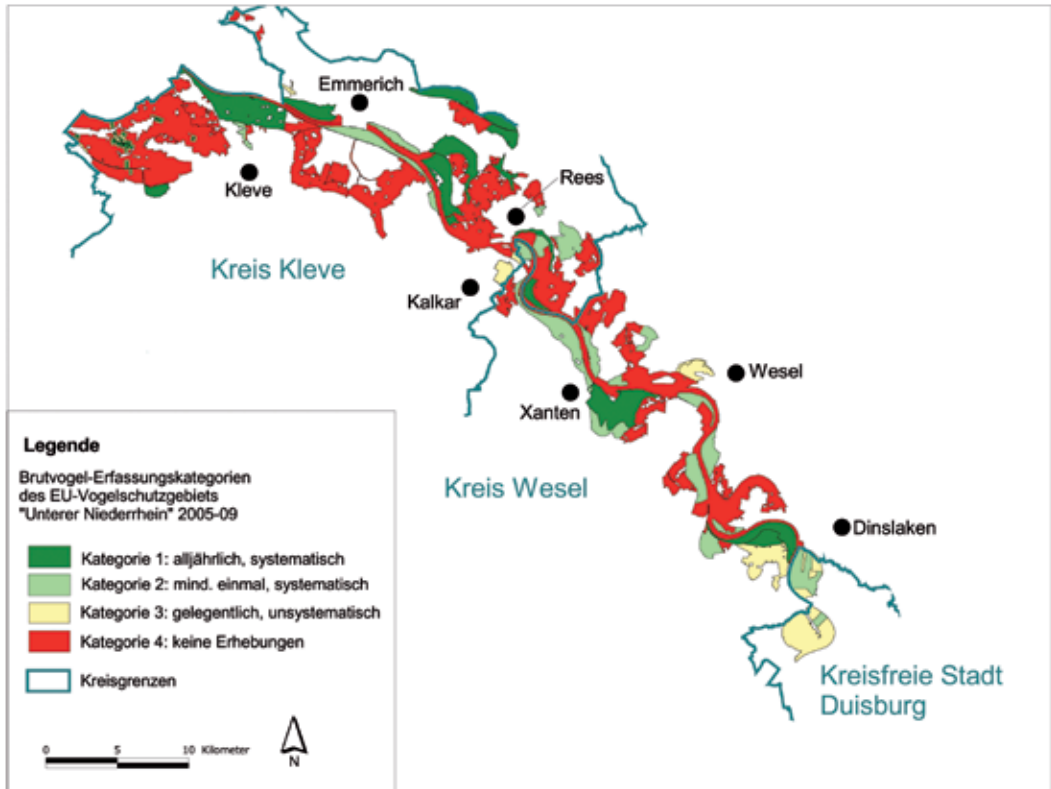 Emmerich
Kleve
Rees
Kreis Kleve
Kalkar
Wesel
Xanten
Kreis Wesel
Dinslaken
Kreisfreie Stadt
Duisburg
Legende
Brutvogel-Erfassungskategorien
des EU-Vogelschutzgebiets
"Unterer Niederrhein" 2005-09
Kategorie 1: alljährlich, systematisch
Kategorie 2: mind. einmal, systematisch
Kategorie 3: gelegentlich, unsystematisch
Kategorie 4: keine Erhebungen
Kreisgrenzen
0 5 10 Kilometer
N